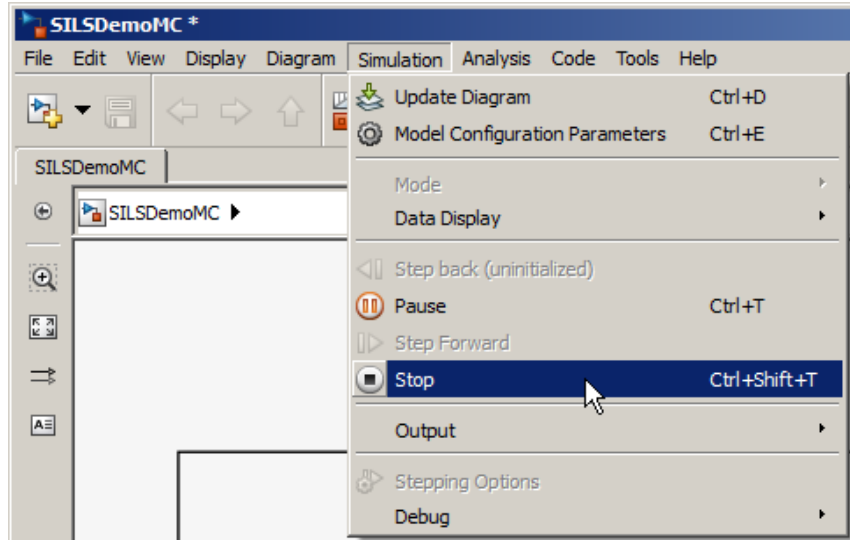 SILSDemoMC *
File Edit View Display Diagram Simulation Analysis Code Tools Help
Update Diagram Ctrl+D
Model Configuration Parameters Ctrl+E
SILSDemoMC
Mode
SILSDemoMC
Data Display
Step back (uninitialized)
Pause Ctrl+T
Step Forward
Stop Ctrl+Shift+T
Output
Stepping Options
Debug